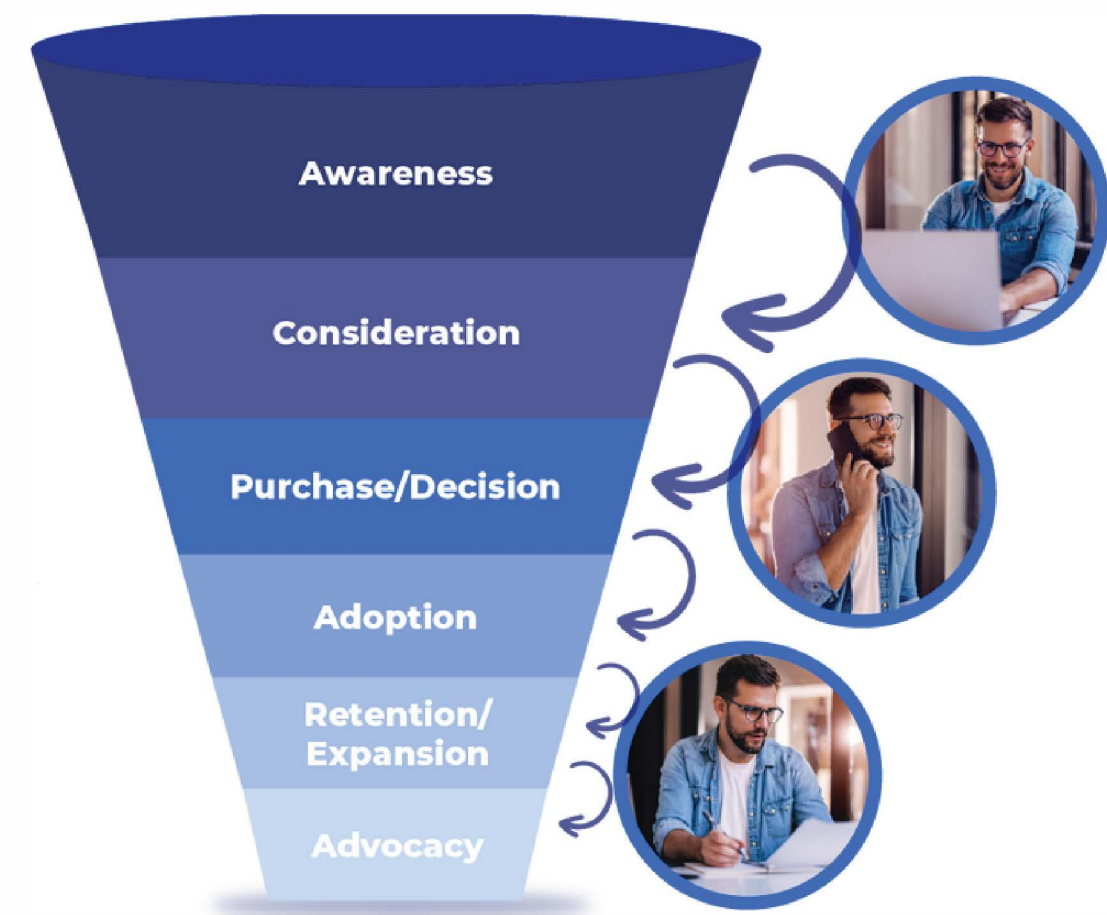 Awareness
Consideration
Purchase/Decision
Adoption
Retention/
Expansion
Advocacy